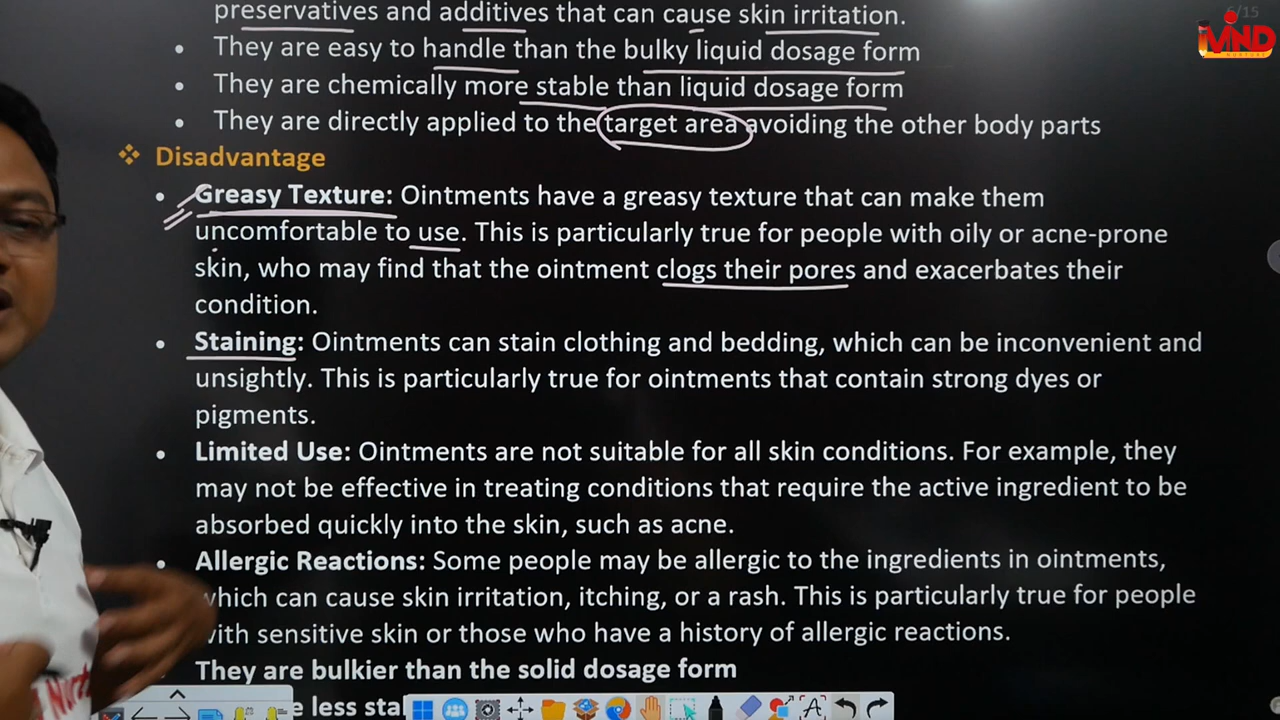 preservatives and additives that can cause skin irritation.
6/15
MIND
• They are easy to handle than the bulky liquid dosage form
• They are chemically more stable than liquid dosage form
• They are directly applied to the target area avoiding the other body parts
❖ Disadvantage
• Greasy Texture: Ointments have a greasy texture that can make them
uncomfortable to use. This is particularly true for people with oily or acne-prone
skin, who may find that the ointment clogs their pores and exacerbates their
condition.
• Staining: Ointments can stain clothing and bedding, which can be inconvenient and
unsightly. This is particularly true for ointments that contain strong dyes or
pigments.
• Limited Use: Ointments are not suitable for all skin conditions. For example, they
may not be effective in treating conditions that require the active ingredient to be
absorbed quickly into the skin, such as acne.
• Allergic Reactions: Some people may be allergic to the ingredients in ointments,
which can cause skin irritation, itching, or a rash. This is particularly true for people
with sensitive skin or those who have a history of allergic reactions.
They are bulkier than the solid dosage form
less